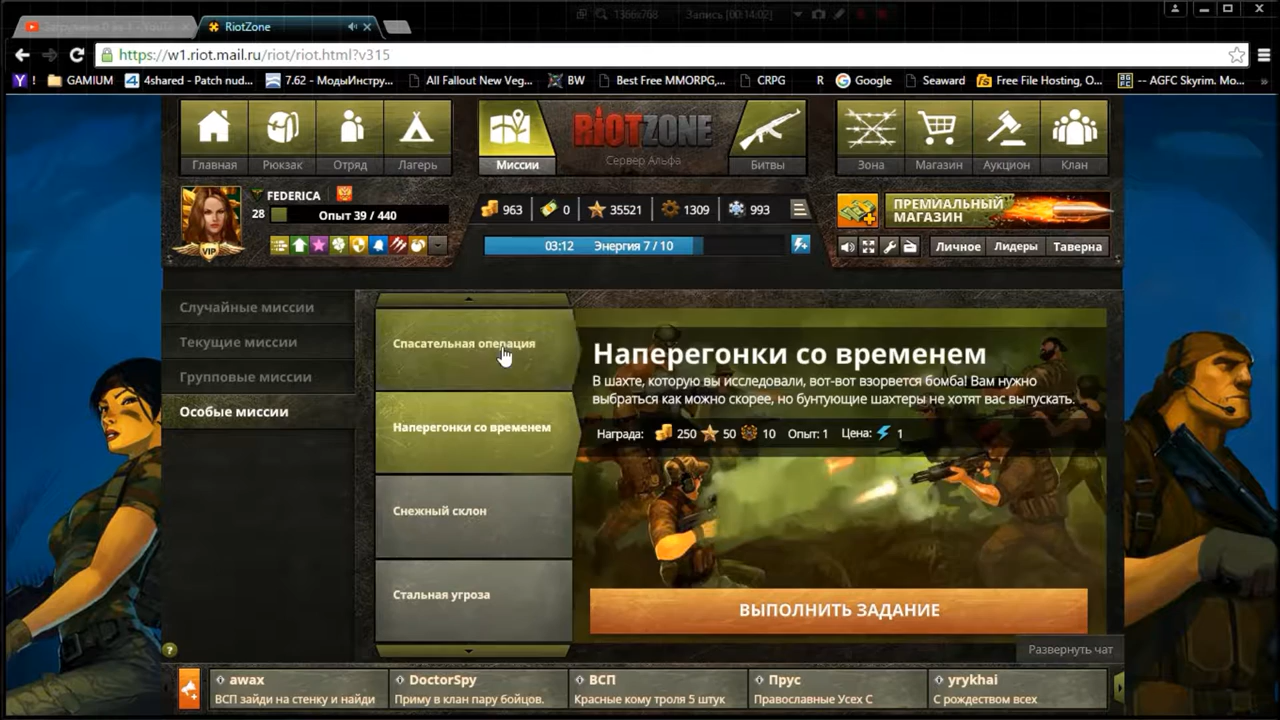 1366x768
Запись [00:14:02]
RiotZone
https://w1.riot.mail.ru/riot/riot.html?v315
!
GAMIUM
4shared - Patch nud...
7.62 - МодыИнстру...
All Fallout New Veg...
BW
Best Free MMORPG,...
CRPG
R
Google
Seaward
Free File Hosting, O...
-- AGFC Skyrim. Mo...
Главная
Рюкзак
Отряд
Лагерь
Миссии
RIOTZONE
Сервер Альфа
Битвы
Зона
Магазин
Аукцион
Клан
FEDERICA
28
Опыт 39 / 440
VIP
963
0
35521
1309
993
03:12 Энергия 7 / 10
ПРЕМИАЛЬНЫЙ
МАГАЗИН
Личное
Лидеры
Таверна
Случайные миссии
Текущие миссии
Групповые миссии
Особые миссии
Спасательная операция
Наперегонки со временем
Снежный склон
Стальная угроза
Наперегонки со временем
В шахте, которую вы исследовали, вот-вот взорвется бомба! Вам нужно
выбраться как можно скорее, но бунтующие шахтеры не хотят вас выпускать.
Награда: 250 50 10 Опыт: 1 Цена: 1
ВЫПОЛНИТЬ ЗАДАНИЕ
Развернуть чат
?
awax
ВСП зайди на стенку и найди
DoctorSpy
Приму в клан пару бойцов.
ВСП
Красные кому троля 5 штук
Прус
Православные Усех С
yrykhai
С рождеством всех